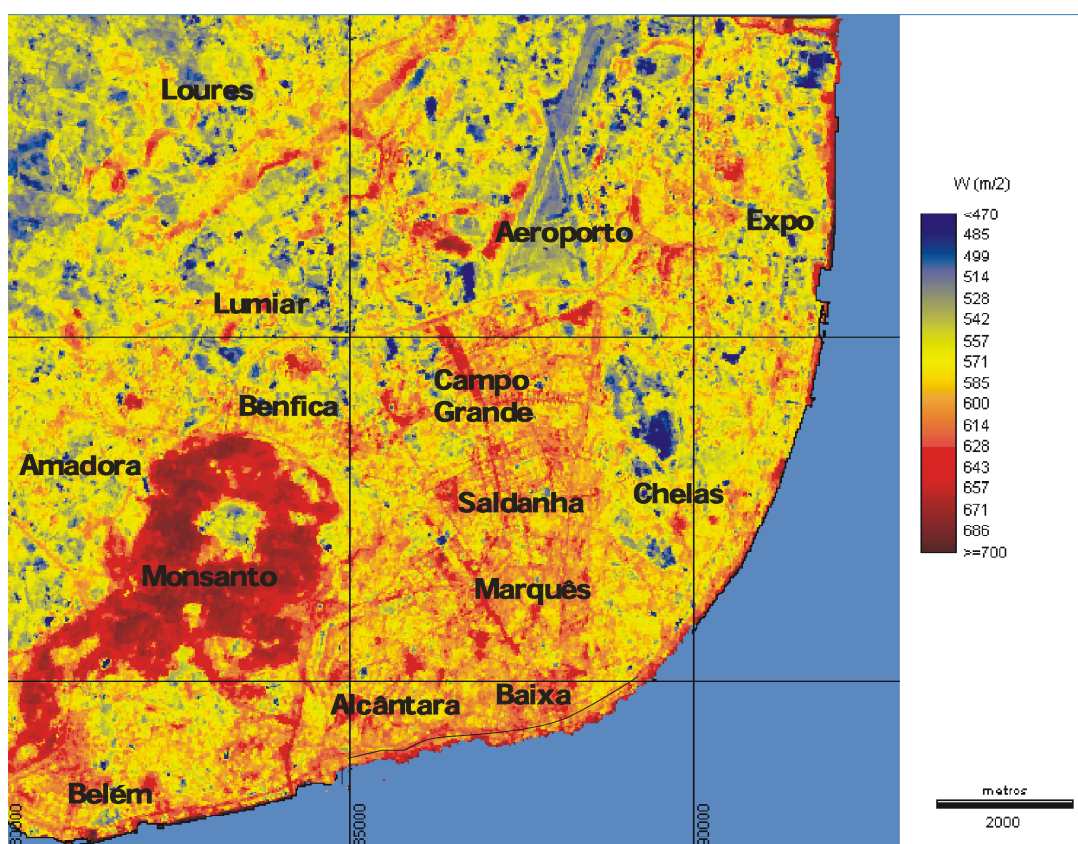 Loures
W (m/2)
<470
485
499
514
528
542
557
571
585
600
614
628
643
657
671
686
>=700
Aeroporto
Expo
Lumiar
Campo
Grande
Benfica
Amadora
Saldanha
Chelas
Monsanto
Marquês
Alcântara
Baixa
Belém
metros
2000
85000
90000